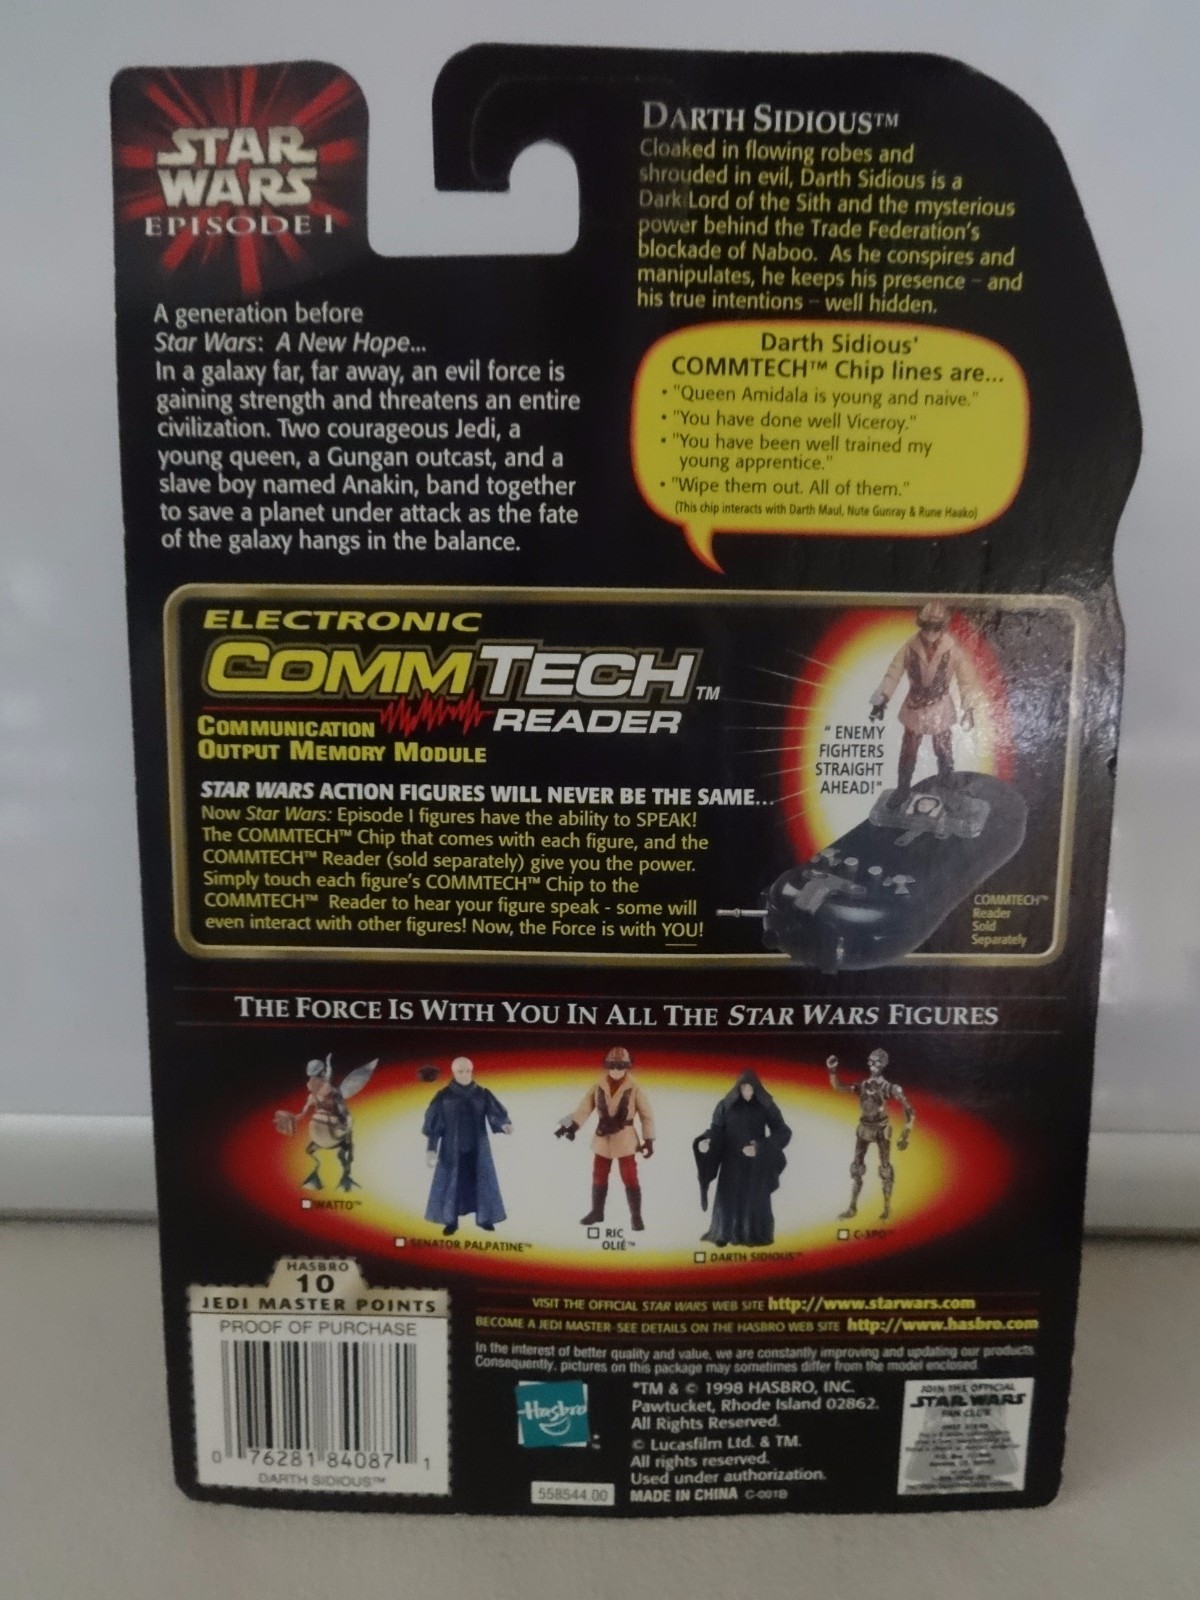 STAR
WARS
EPISODE I
A generation before
Star Wars: A New Hope...
In a galaxy far, far away, an evil force is
gaining strength and threatens an entire
civilization. Two courageous Jedi, a
young queen, a Gungan outcast, and a
slave boy named Anakin, band together
to save a planet under attack as the fate
of the galaxy hangs in the balance.
DARTH SIDIOUS™
Cloaked in flowing robes and
shrouded in evil, Darth Sidious is a
Dark Lord of the Sith and the mysterious
power behind the Trade Federation's
blockade of Naboo. As he conspires and
manipulates, he keeps his presence – and
his true intentions – well hidden.
Darth Sidious'
COMMTECH™ Chip lines are...
• "Queen Amidala is young and naive."
• "You have done well Viceroy."
• "You have been well trained my
young apprentice."
• "Wipe them out. All of them."
(This chip interacts with Darth Maul, Nute Gunray & Rune Haako)
ELECTRONIC
COMMTECH™
READER
COMMUNICATION
OUTPUT MEMORY MODULE
STAR WARS ACTION FIGURES WILL NEVER BE THE SAME...
Now Star Wars: Episode I figures have the ability to SPEAK!
The COMMTECH™ Chip that comes with each figure, and the
COMMTECH™ Reader (sold separately) give you the power.
Simply touch each figure's COMMTECH™ Chip to the
COMMTECH™ Reader to hear your figure speak - some will
even interact with other figures! Now, the Force is with YOU!
" ENEMY
FIGHTERS
STRAIGHT
AHEAD!"
COMMTECH™
Reader
Sold
Separately
THE FORCE IS WITH YOU IN ALL THE STAR WARS FIGURES
WATTO™
SENATOR PALPATINE™
RIC
OLIÉ™
DARTH SIDIOUS™
C-3PO™
HASBRO
10
JEDI MASTER POINTS
PROOF OF PURCHASE
0 76281 84087 1
DARTH SIDIOUS™
VISIT THE OFFICIAL STAR WARS WEB SITE http://www.starwars.com
BECOME A JEDI MASTER SEE DETAILS ON THE HASBRO WEB SITE http://www.hasbro.com
In the interest of better quality and value, we are constantly improving and updating our products.
Consequently, pictures on this package may sometimes differ from the model enclosed.
Hasbro
558544.00
*TM & © 1998 HASBRO, INC.
Pawtucket, Rhode Island 02862.
All Rights Reserved.
© Lucasfilm Ltd. & TM.
All rights reserved.
Used under authorization.
MADE IN CHINA C-001B
JOIN THE OFFICIAL
STAR WARS
FAN CLUB